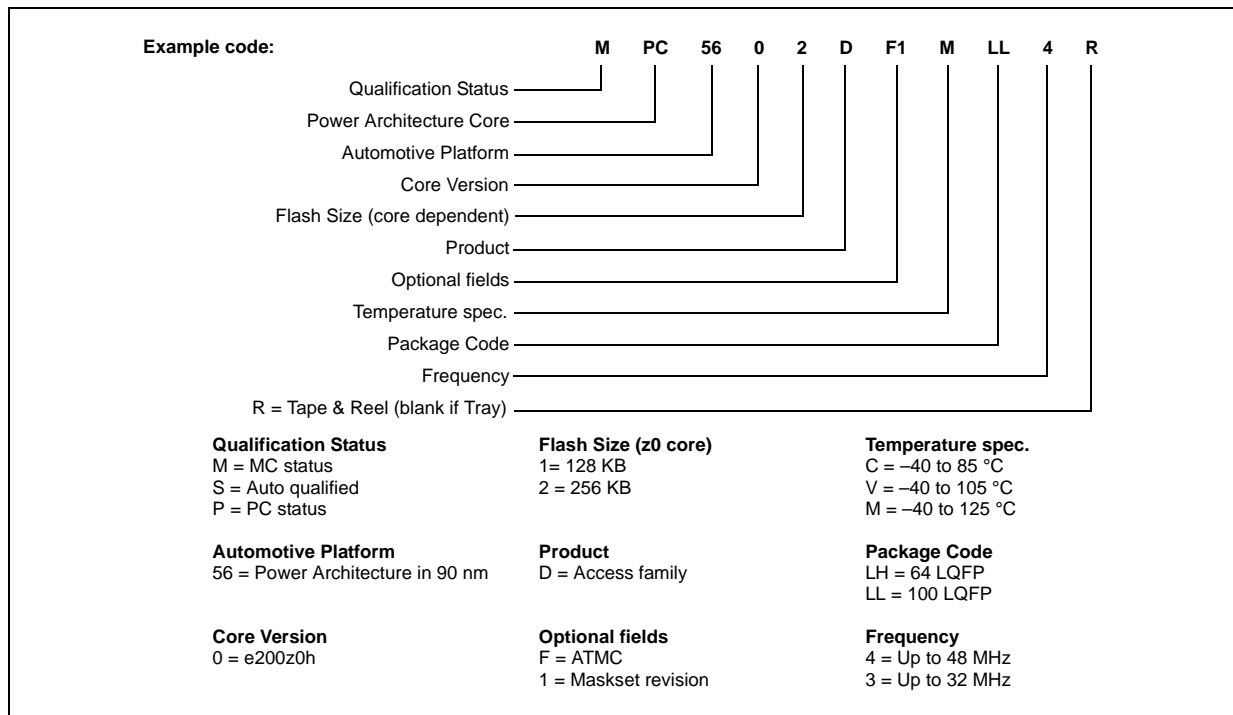 Example code: M PC 56 0 2 D F1 M LL 4 R
Qualification Status
Power Architecture Core
Automotive Platform
Core Version
Flash Size (core dependent)
Product
Optional fields
Temperature spec.
Package Code
Frequency
R = Tape & Reel (blank if Tray)
Qualification Status
M = MC status
S = Auto qualified
P = PC status
Flash Size (z0 core)
1= 128 KB
2 = 256 KB
Temperature spec.
C = –40 to 85 °C
V = –40 to 105 °C
M = –40 to 125 °C
Automotive Platform
56 = Power Architecture in 90 nm
Product
D = Access family
Package Code
LH = 64 LQFP
LL = 100 LQFP
Core Version
0 = e200z0h
Optional fields
F = ATMC
1 = Maskset revision
Frequency
4 = Up to 48 MHz
3 = Up to 32 MHz